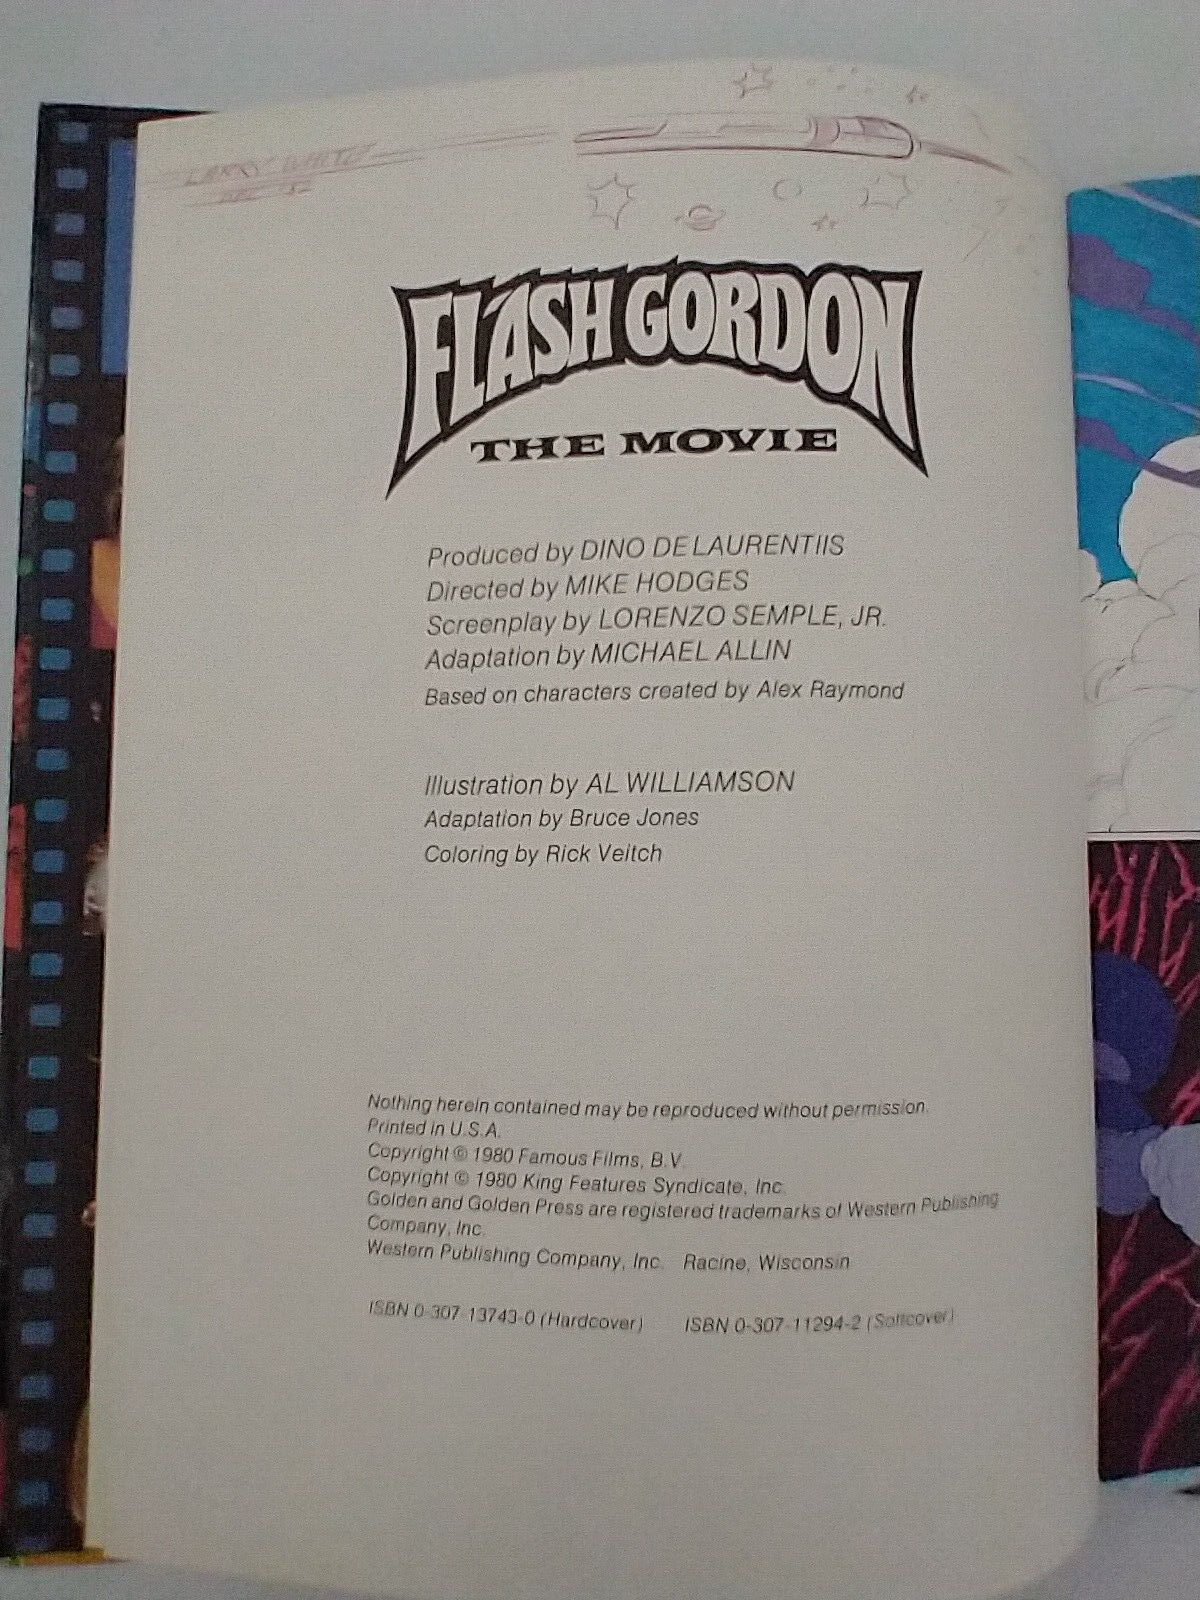 LARRY WHITE
FLASH GORDON
THE MOVIE
Produced by DINO DE LAURENTIIS
Directed by MIKE HODGES
Screenplay by LORENZO SEMPLE, JR.
Adaptation by MICHAEL ALLIN
Based on characters created by Alex Raymond
Illustration by AL WILLIAMSON
Adaptation by Bruce Jones
Coloring by Rick Veitch
Nothing herein contained may be reproduced without permission.
Printed in U.S.A.
Copyright © 1980 Famous Films, B.V.
Copyright © 1980 King Features Syndicate, Inc.
Golden and Golden Press are registered trademarks of Western Publishing
Company, Inc.
Western Publishing Company, Inc. Racine, Wisconsin
ISBN 0-307-13743-0 (Hardcover) ISBN 0-307-11294-2 (Softcover)